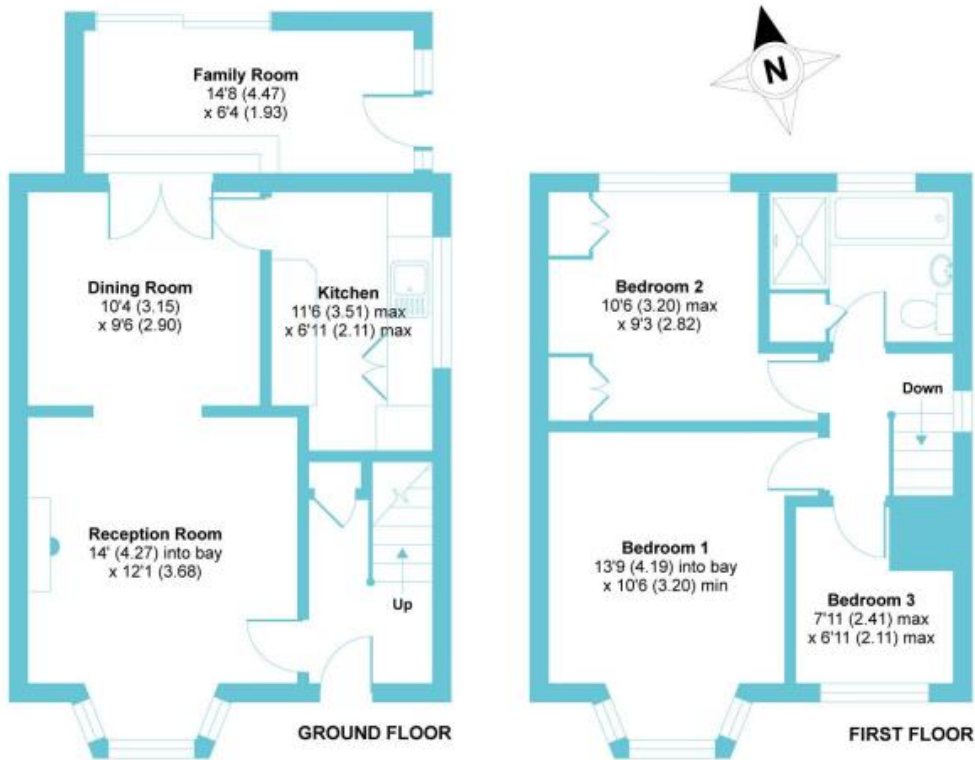 Family Room
14'8 (4.47)
x 6'4 (1.93)
N
Dining Room
10'4 (3.15)
x 9'6 (2.90)
Kitchen
11'6 (3.51) max
x 6'11 (2.11) max
Reception Room
14' (4.27) into bay
x 12'1 (3.68)
Up
GROUND FLOOR
Bedroom 2
10'6 (3.20) max
x 9'3 (2.82)
Down
Bedroom 1
13'9 (4.19) into bay
x 10'6 (3.20) min
Bedroom 3
7'11 (2.41) max
x 6'11 (2.11) max
FIRST FLOOR